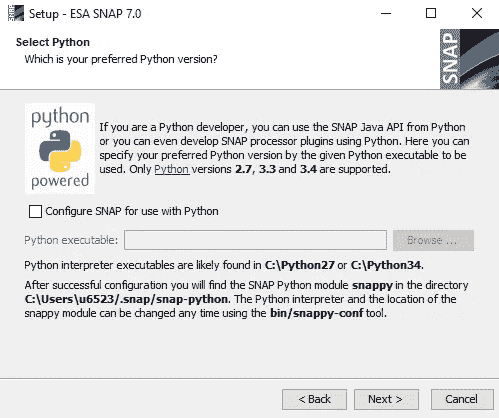 Setup - ESA SNAP 7.0
Select Python
Which is your preferred Python version?
SNAP
python
powered
If you are a Python developer, you can use the SNAP Java API from Python
or you can even develop SNAP processor plugins using Python. Here you can
specify your preferred Python version by the given Python executable to be
used. Only Python versions 2.7, 3.3 and 3.4 are supported.
Configure SNAP for use with Python
Python executable:
Browse ...
Python interpreter executables are likely found in C:\Python27 or C:\Python34.
After successful configuration you will find the SNAP Python module snappy in the directory
C:\Users\u6523/.snap/snap-python. The Python interpreter and the location of the
snappy module can be changed any time using the bin/snappy-conf tool.
< Back
Next >
Cancel